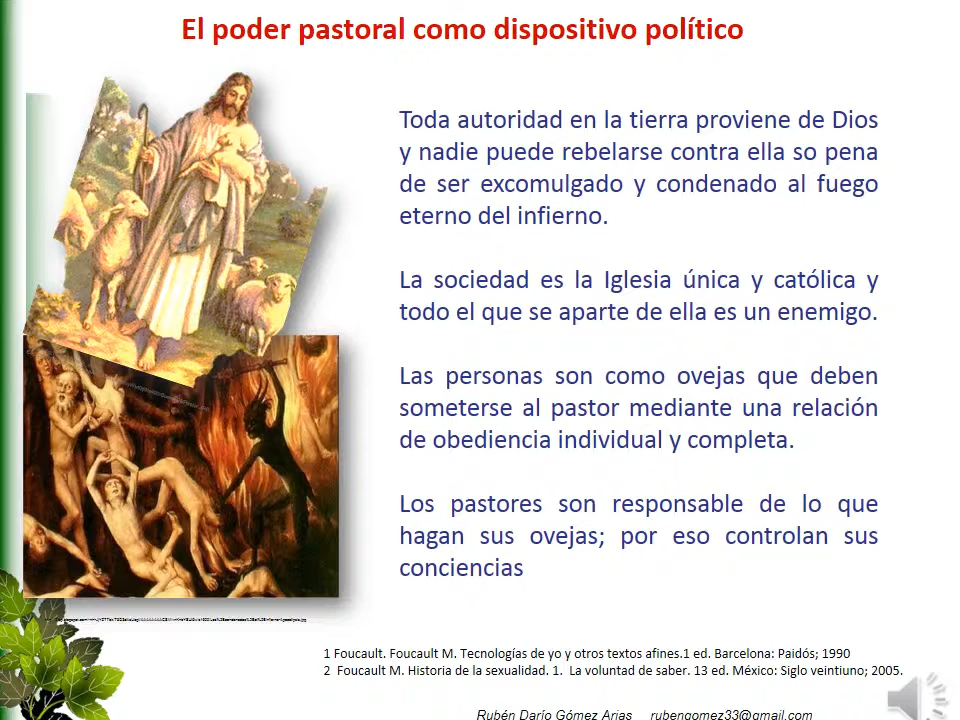 El poder pastoral como dispositivo político
Toda autoridad en la tierra proviene de Dios
y nadie puede rebelarse contra ella so pena
de ser excomulgado y condenado al fuego
eterno del infierno.
La sociedad es la Iglesia única y católica y
todo el que se aparte de ella es un enemigo.
Las personas son como ovejas que deben
someterse al pastor mediante una relación
de obediencia individual y completa.
Los pastores son responsable de lo que
hagan sus ovejas; por eso controlan sus
conciencias
1 Foucault. Foucault M. Tecnologías de yo y otros textos afines.1 ed. Barcelona: Paidós; 1990
2 Foucault M. Historia de la sexualidad. 1. La voluntad de saber. 13 ed. México: Siglo veintiuno; 2005.
Rubén Darío Gómez Arias rubengomez33@gmail.com